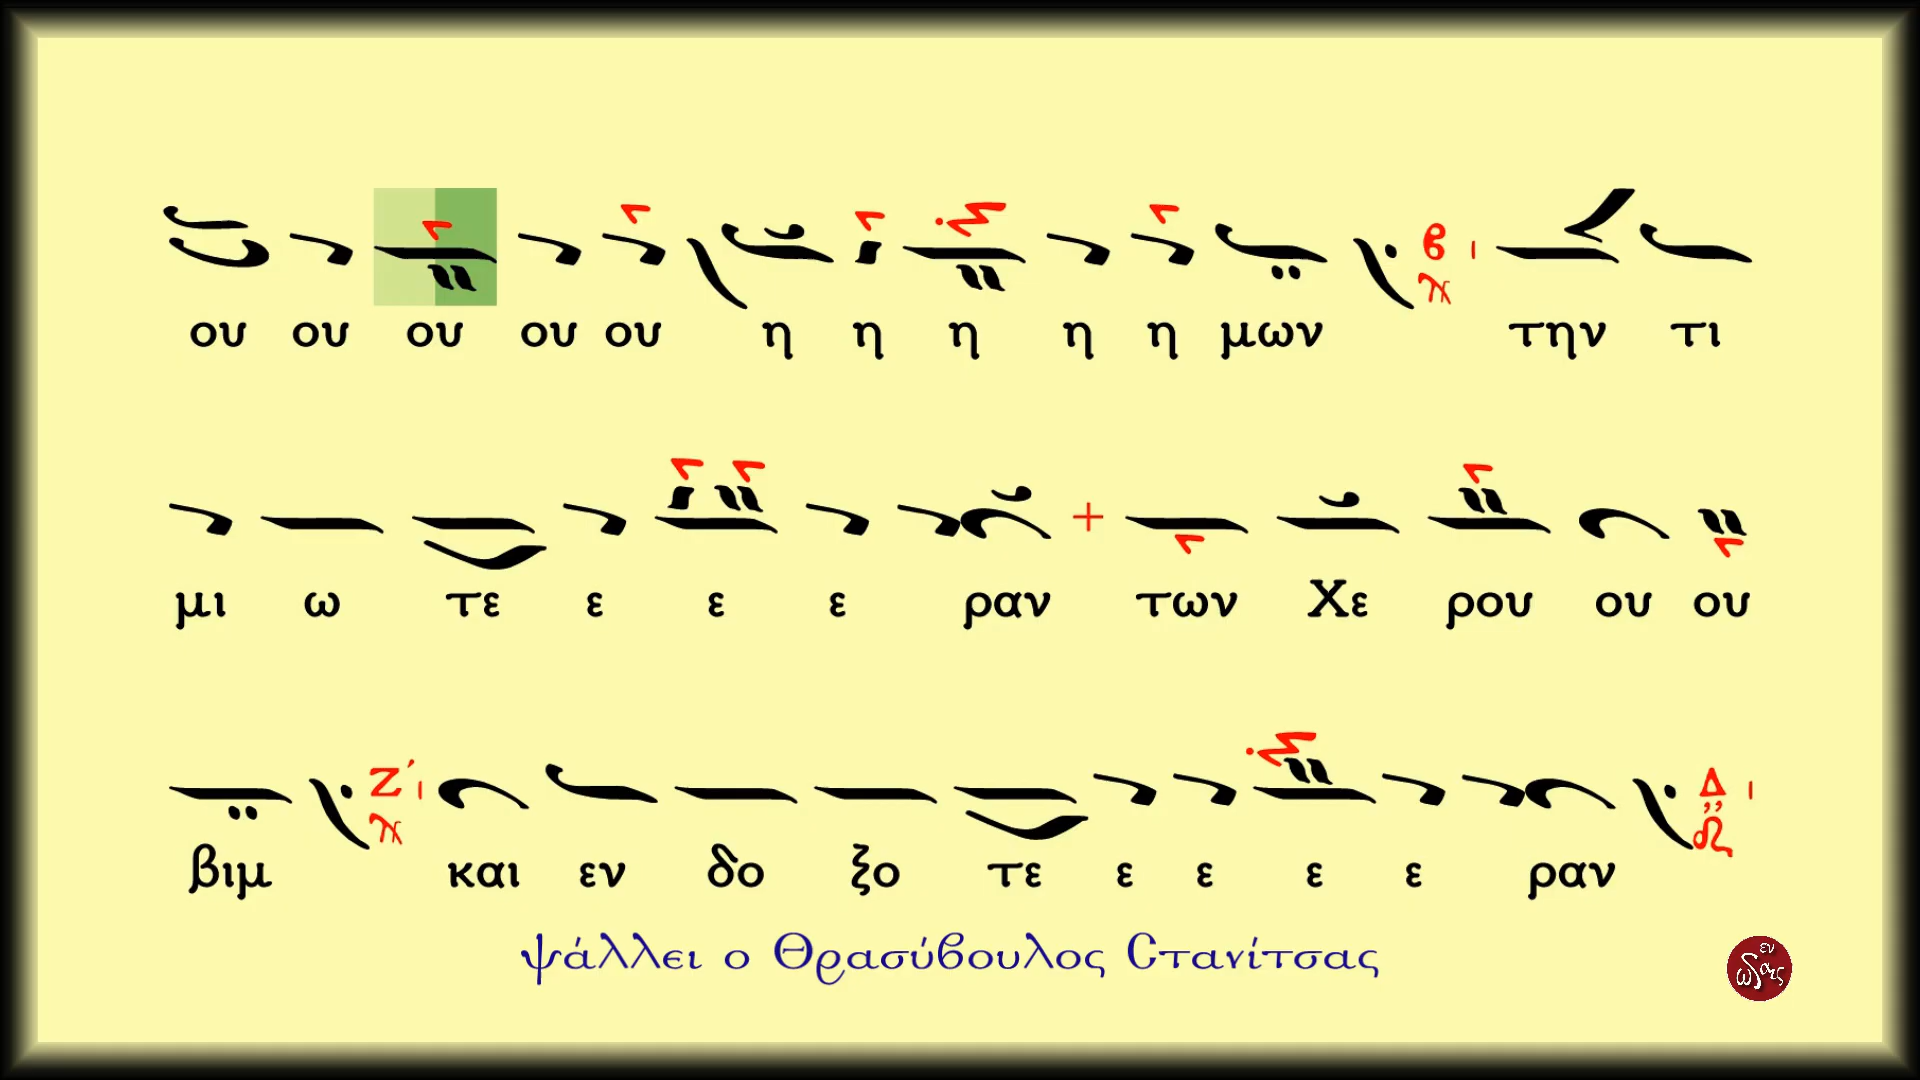 ου ου ου ου ου η η η η η μων την τι
μι ω τε ε ε ε ραν των Χε ρου ου ου
βιμ και εν δο ξο τε ε ε ε ε ραν
ψάλλει ο Θρασύβουλος Στανίτσας